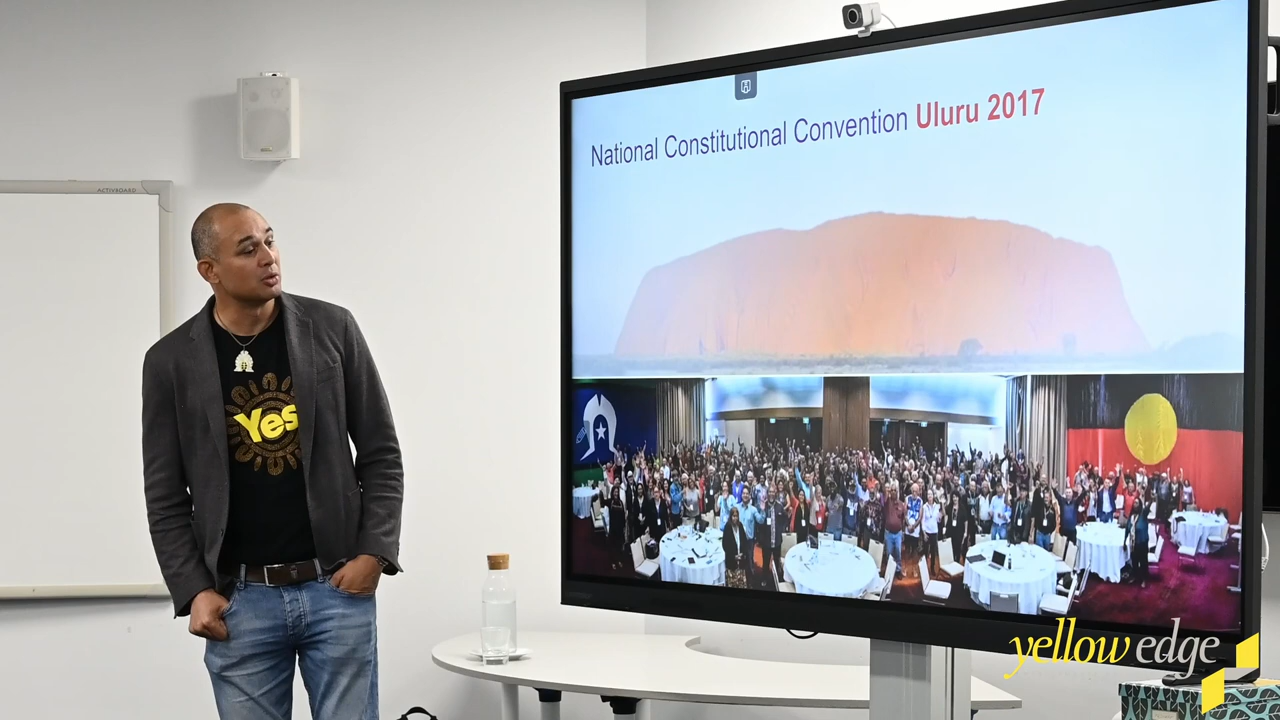 National Constitutional Convention Uluru 2017
ACTIVBOARD
Yes
yellow edge